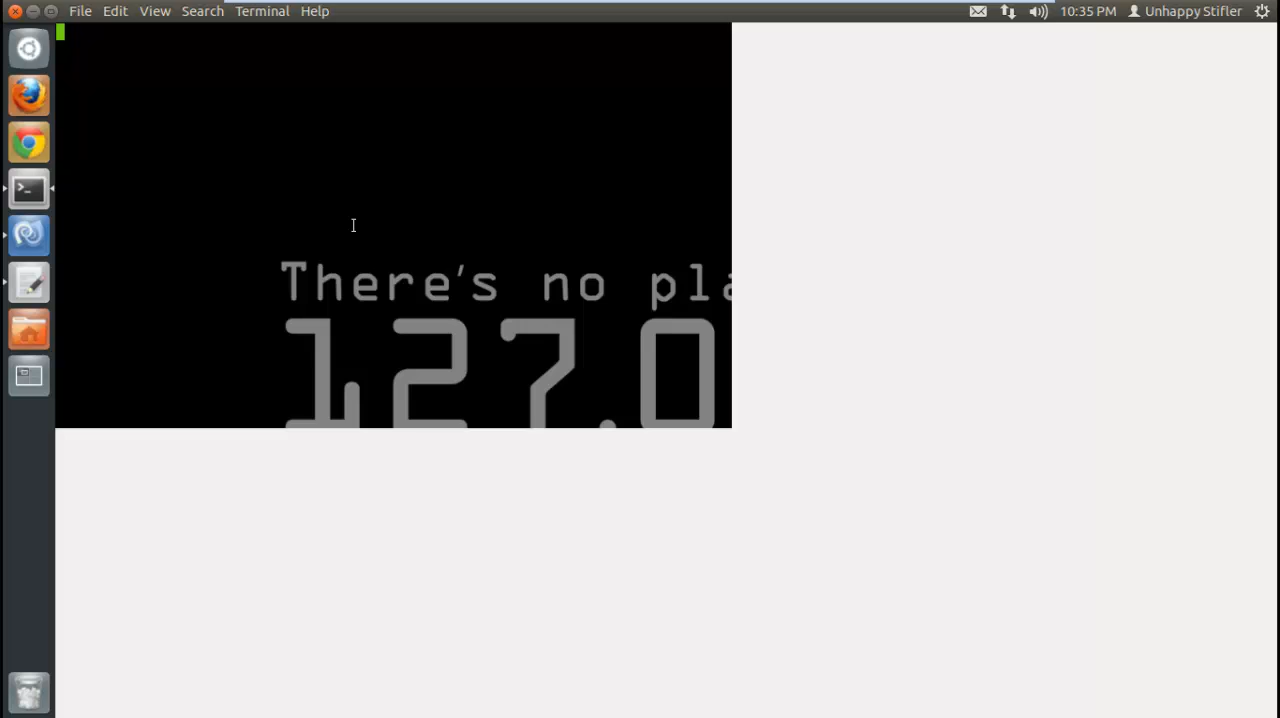 File Edit View Search Terminal Help 10:35 PM Unhappy Stifler
>_
There's no pla
127.0